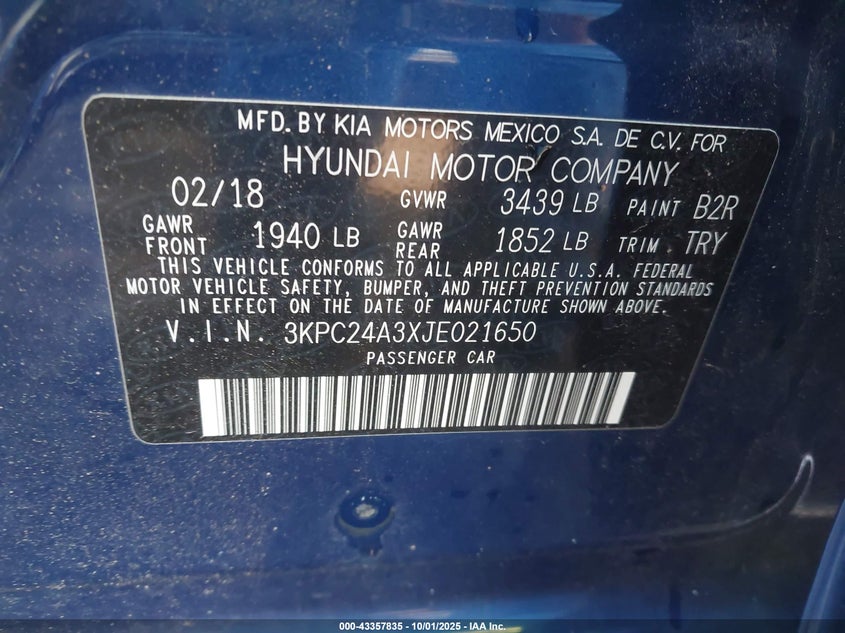 MFD. BY KIA MOTORS MEXICO S.A. DE C.V. FOR
HYUNDAI MOTOR COMPANY
02/18 GVWR 3439 LB PAINT B2R
GAWR FRONT 1940 LB GAWR REAR 1852 LB TRIM. TRY
THIS VEHICLE CONFORMS TO ALL APPLICABLE U.S.A. FEDERAL
MOTOR VEHICLE SAFETY, BUMPER, AND THEFT PREVENTION STANDARDS
IN EFFECT ON THE DATE OF MANUFACTURE SHOWN ABOVE.
V.I.N. 3KPC24A3XJE021650
PASSENGER CAR
000-43357835 - 10/01/2025 - IAA Inc.